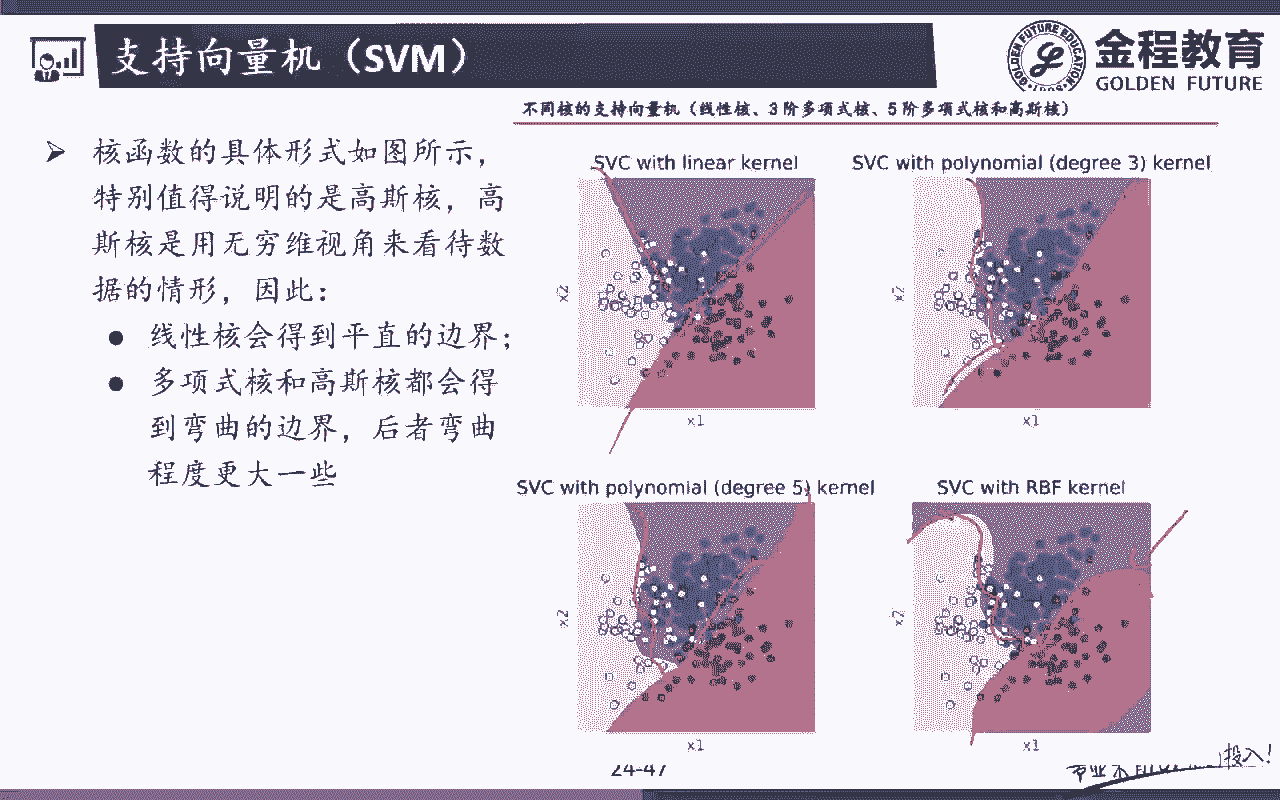 支持向量机（SVM）
金程教育
GOLDEN FUTURE
GOLDEN FUTURE EDUCATION
不同核的支持向量机（线性核、3 阶多项式核、5 阶多项式核和高斯核）
➢ 核函数的具体形式如图所示，
特别值得说明的是高斯核，高
斯核是用无穷维视角来看待数
据的情形，因此：
● 线性核会得到平直的边界；
● 多项式核和高斯核都会得
到弯曲的边界，后者弯曲
程度更大一些
SVC with linear kernel
x2
x1
SVC with polynomial (degree 3) kernel
x2
x1
SVC with polynomial (degree 5) kernel
x2
x1
SVC with RBF kernel
x2
x1
24-47
投入!